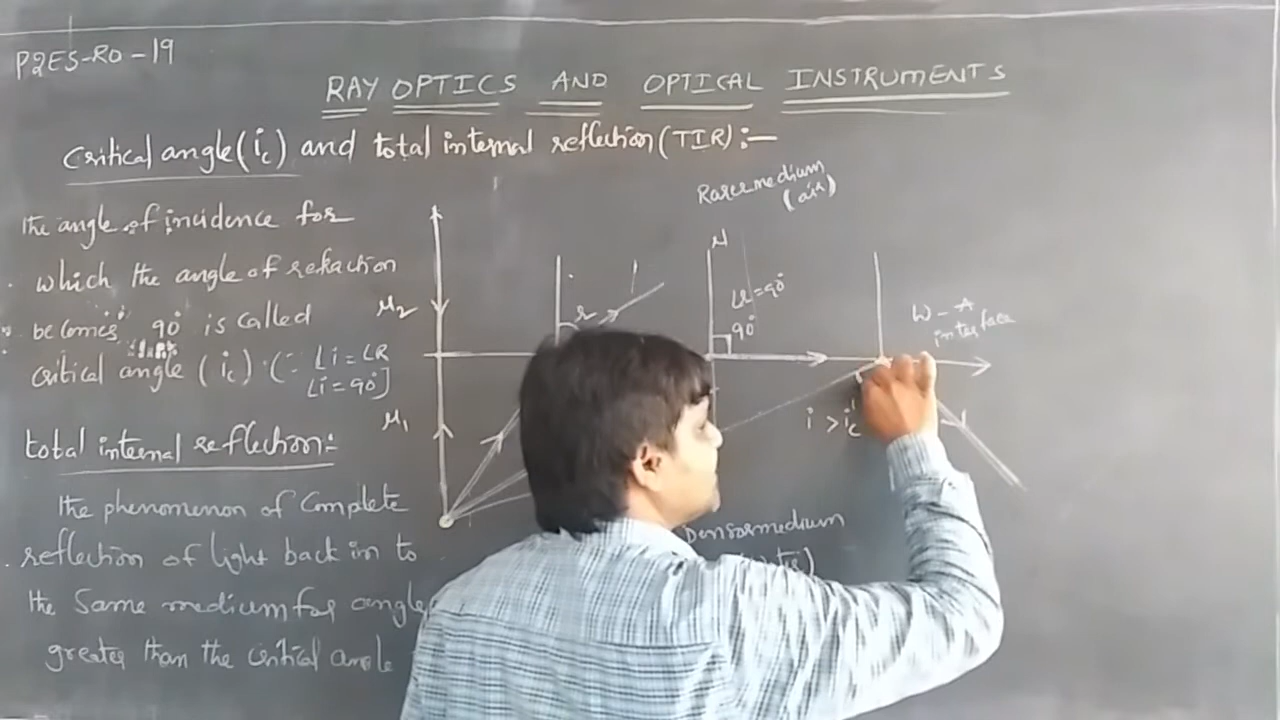 P2ES-RO-19
RAY OPTICS AND OPTICAL INSTRUMENTS
Critical angle (ic) and total internal reflection (TIR):-
The angle of incidence for
which the angle of refraction
becomes 90° is called
Critical angle (ic).(∵ ∠i=∠R
∠i=90°]
total internal reflection:-
The phenomenon of Complete
reflection of light back in to
the Same medium for angle
greater than the critical angle
Rarer medium
(air)
N
∠r=90°
90°
r
μ2
W-A
interface
μ1
i > ic
Denser medium